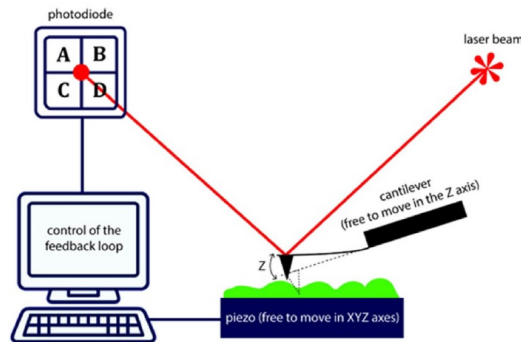 photodiode
A B
C D
laser beam
cantilever
(free to move in the Z axis)
control of the
feedback loop
Z
piezo (free to move in XYZ axes)